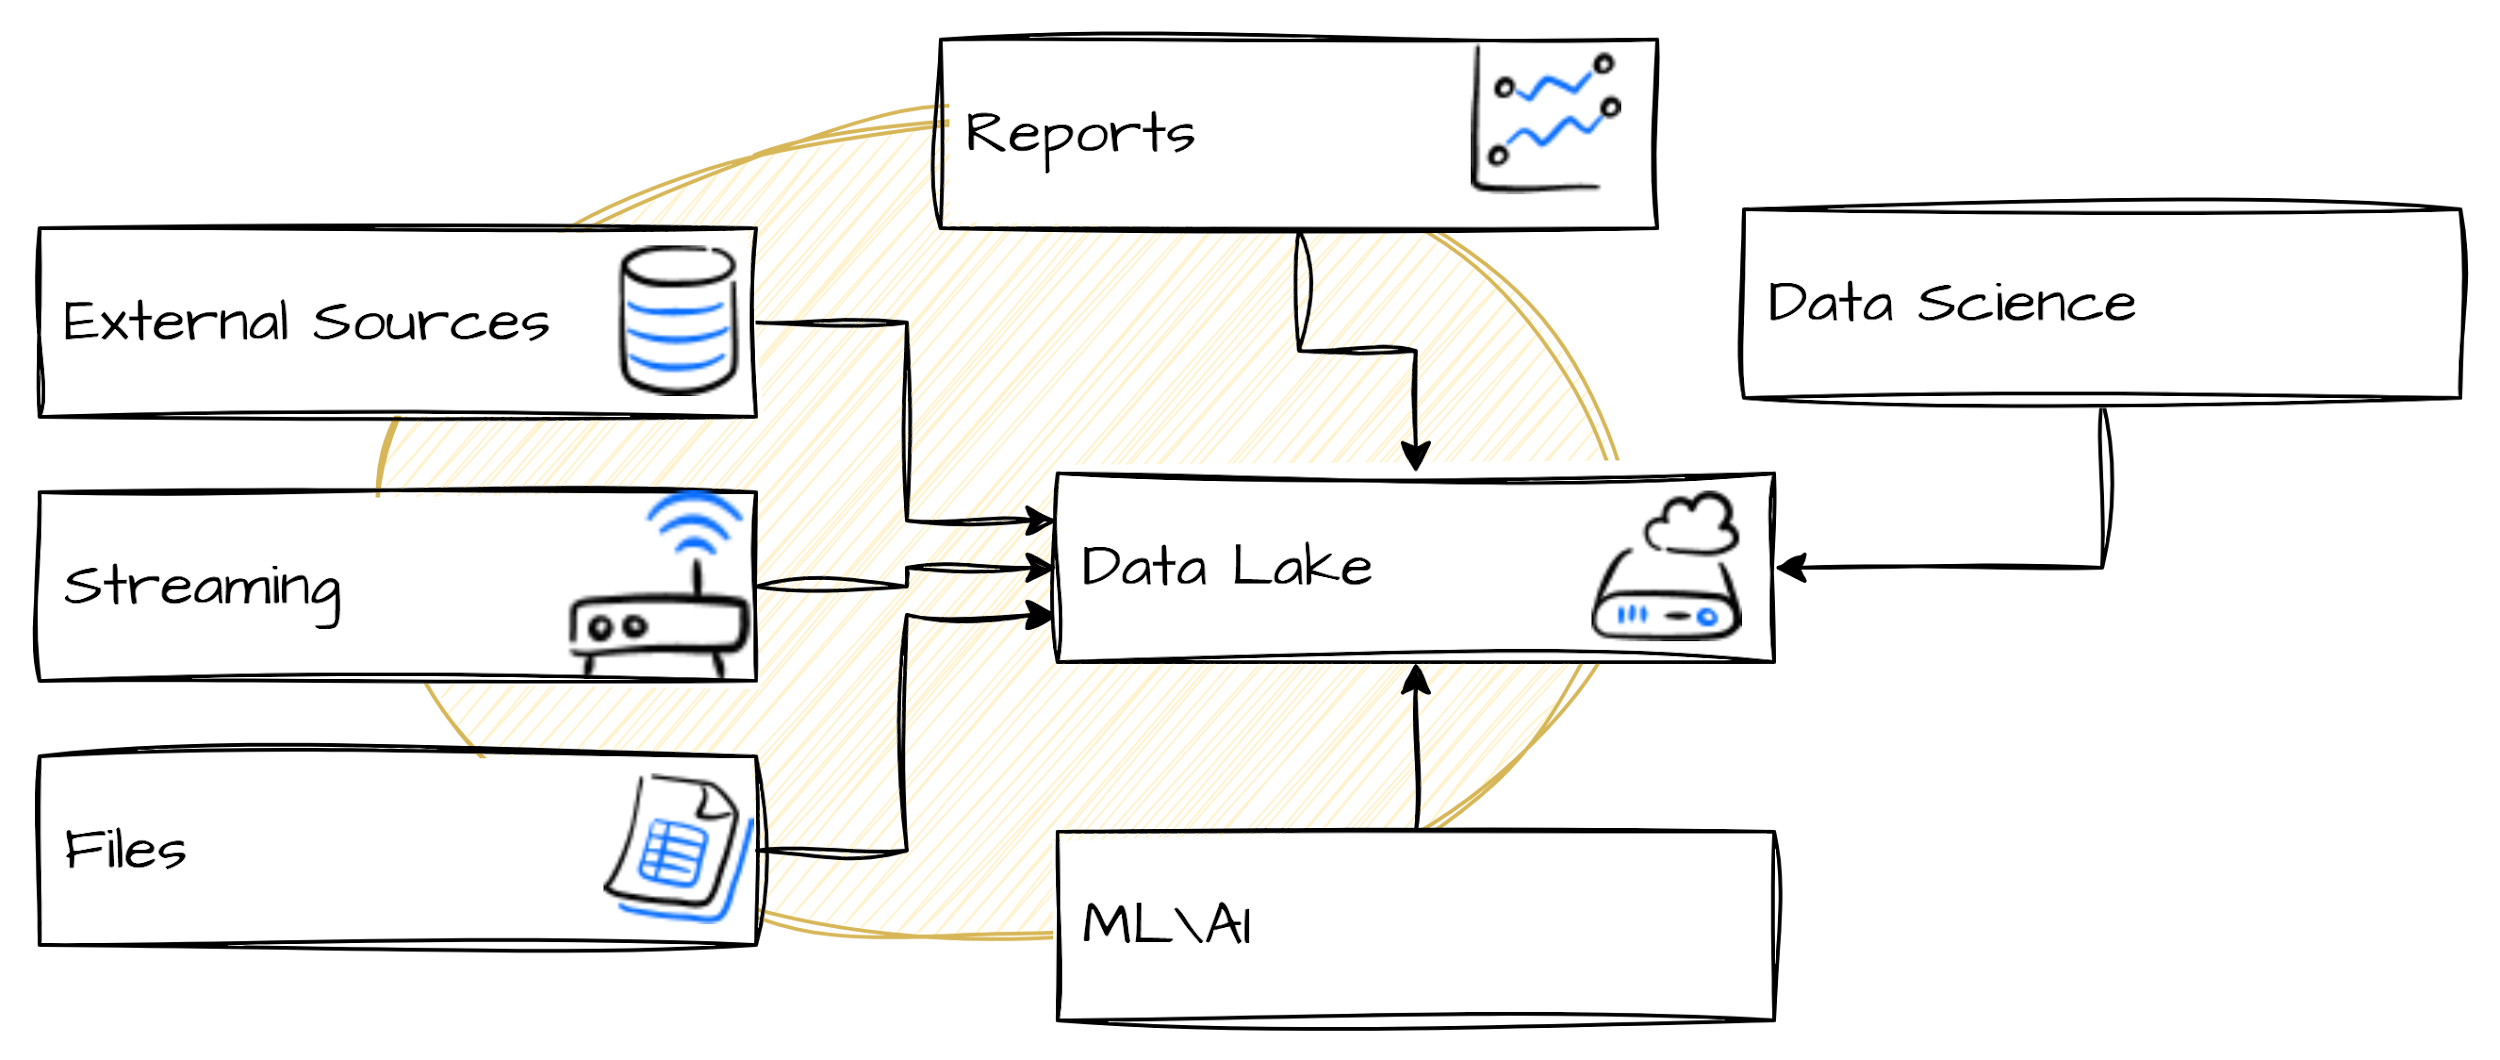 Reports
External Sources
Data Science
Streaming
Data Lake
Files
ML\AI